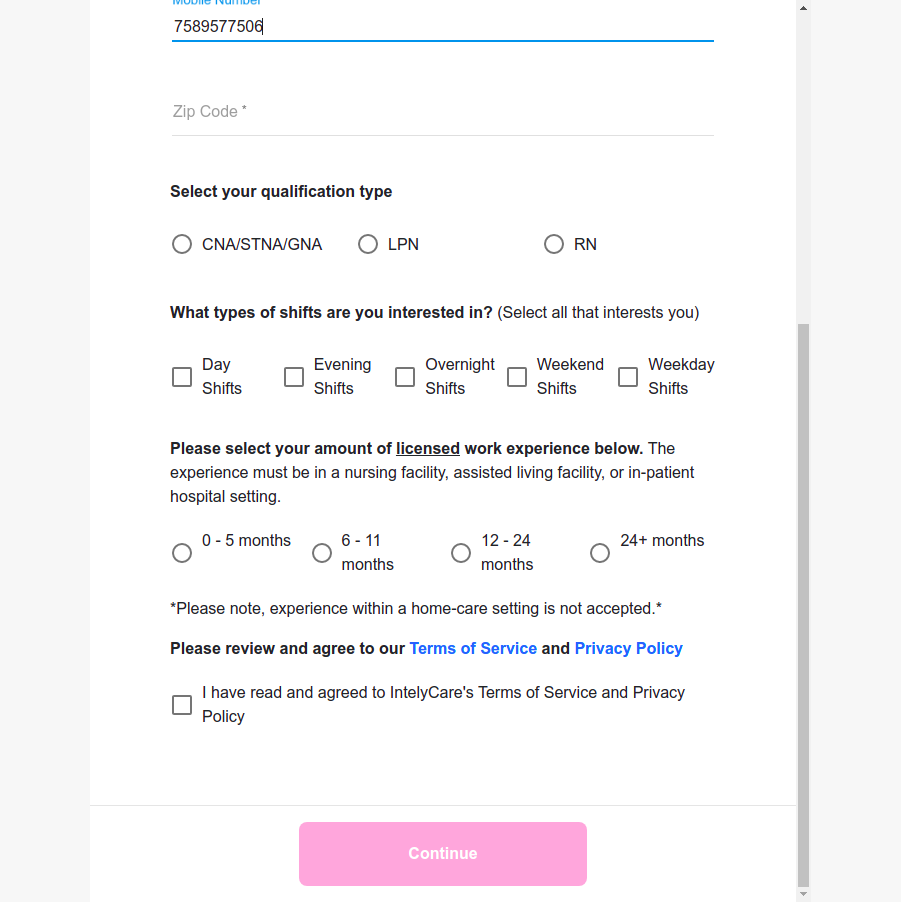 Mobile Number
7589577506
Zip Code *
Select your qualification type
CNA/STNA/GNA
LPN
RN
What types of shifts are you interested in? (Select all that interests you)
Day
Shifts
Evening
Shifts
Overnight
Shifts
Weekend
Shifts
Weekday
Shifts
Please select your amount of licensed work experience below. The
experience must be in a nursing facility, assisted living facility, or in-patient
hospital setting.
0 - 5 months
6 - 11
months
12 - 24
months
24+ months
*Please note, experience within a home-care setting is not accepted.*
Please review and agree to our Terms of Service and Privacy Policy
I have read and agreed to IntelyCare's Terms of Service and Privacy
Policy
Continue